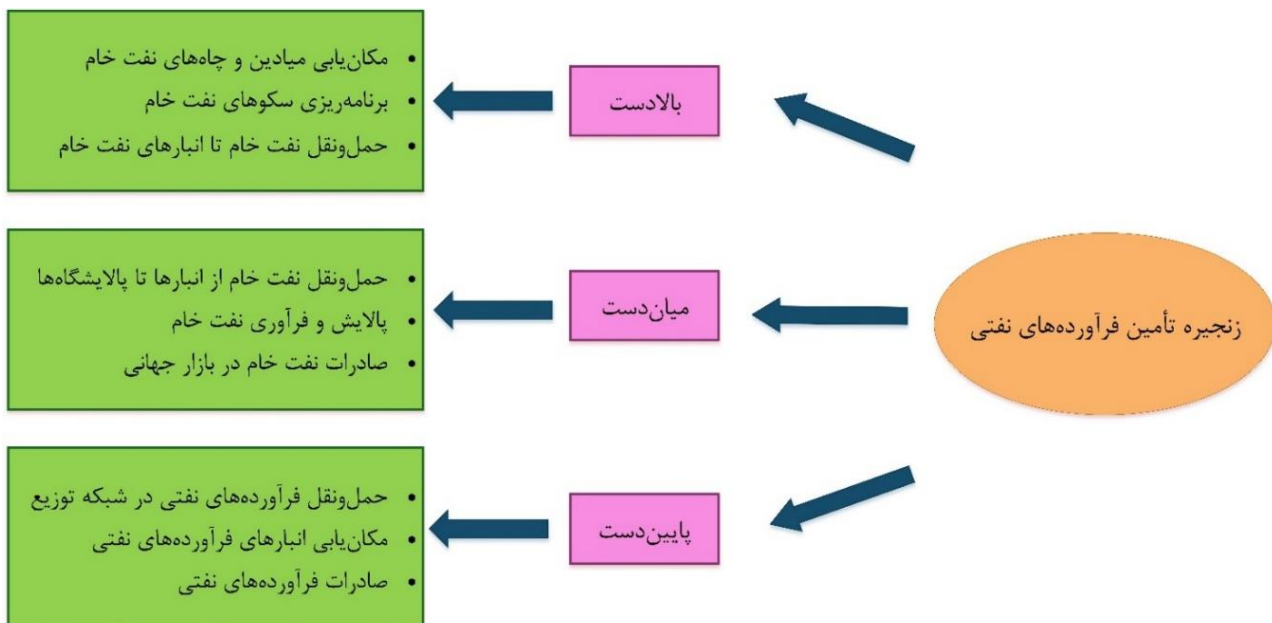 زنجیره تأمین فرآورده‌های نفتی
بالادست
• مکان‌یابی میادین و چاه‌های نفت خام
• برنامه‌ریزی سکوهای نفت خام
• حمل‌ونقل نفت خام تا انبارهای نفت خام
میان‌دست
• حمل‌ونقل نفت خام از انبارها تا پالایشگاه‌ها
• پالایش و فرآوری نفت خام
• صادرات نفت خام در بازار جهانی
پایین‌دست
• حمل‌ونقل فرآورده‌های نفتی در شبکه توزیع
• مکان‌یابی انبارهای فرآورده‌های نفتی
• صادرات فرآورده‌های نفتی